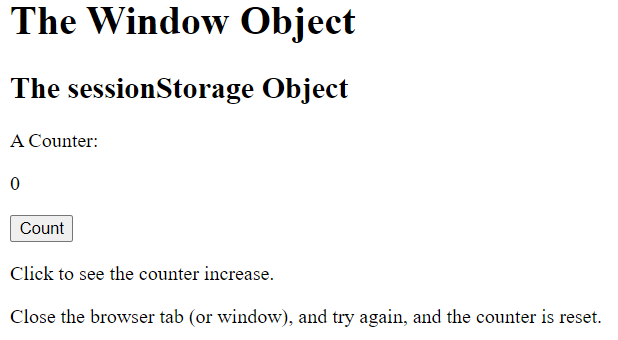 The Window Object
The sessionStorage Object
A Counter:
0
Count
Click to see the counter increase.
Close the browser tab (or window), and try again, and the counter is reset.